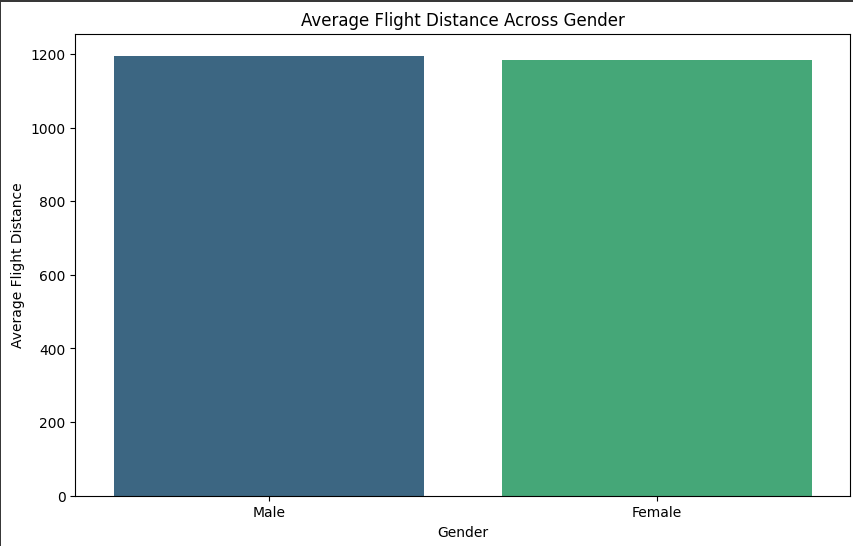 Average Flight Distance Across Gender
1200
1000
800
600
400
200
0
Average Flight Distance
Male Female
Gender